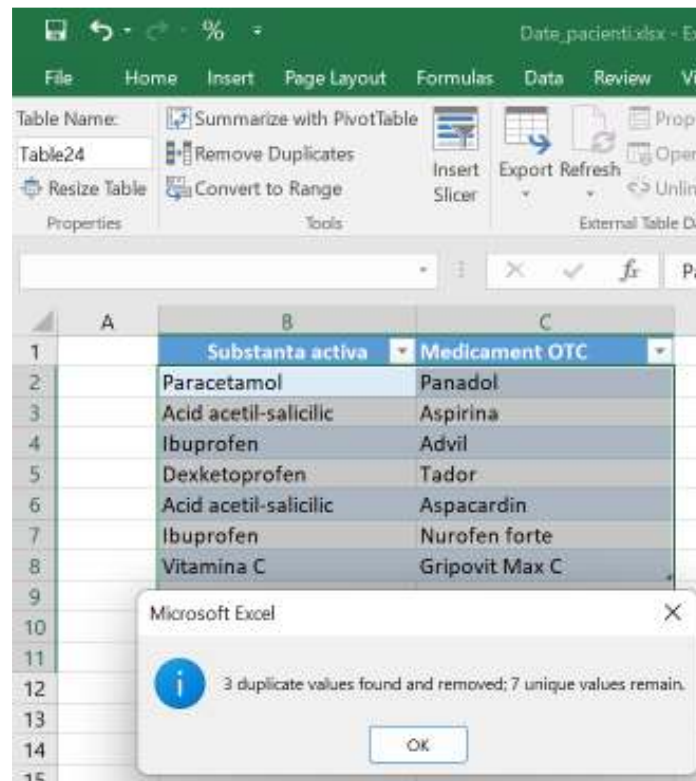 %
Date_pacienti.xlsx - Ex
File Home Insert Page Layout Formulas Data Review
Table Name:
Table24
Resize Table
Properties
Summarize with PivotTable
Remove Duplicates
Convert to Range
Tools
Insert Slicer
Export Refresh
External Table
fx
A B C
1 Substanta activa Medicament OTC
2 Paracetamol Panadol
3 Acid acetil-salicilic Aspirina
4 Ibuprofen Advil
5 Dexketoprofen Tador
6 Acid acetil-salicilic Aspacardin
7 Ibuprofen Nurofen forte
8 Vitamina C Gripovit Max C
9
10
11
12
13
14
15
Microsoft Excel
3 duplicate values found and removed; 7 unique values remain.
OK